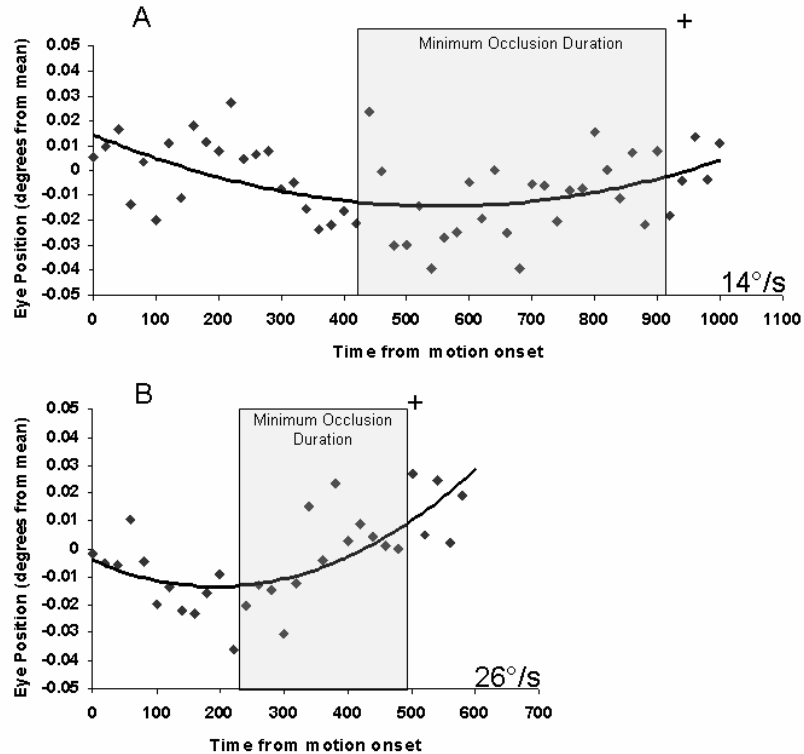 A
+
Minimum Occlusion Duration
Eye Position (degrees from mean)
0.05
0.04
0.03
0.02
0.01
0
-0.01
-0.02
-0.03
-0.04
-0.05
14°/s
0 100 200 300 400 500 600 700 800 900 1000 1100
Time from motion onset
B
+
Minimum Occlusion
Duration
Eye Position (degrees from mean)
0.05
0.04
0.03
0.02
0.01
0
-0.01
-0.02
-0.03
-0.04
-0.05
26°/s
0 100 200 300 400 500 600 700
Time from motion onset